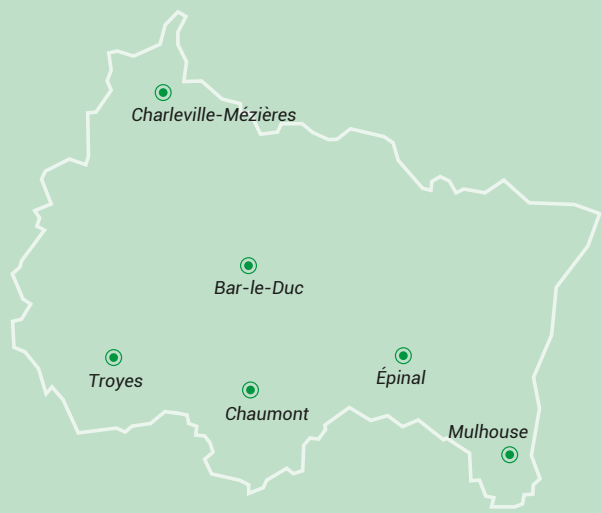 Charleville-Mézières
Bar-le-Duc
Troyes
Épinal
Chaumont
Mulhouse